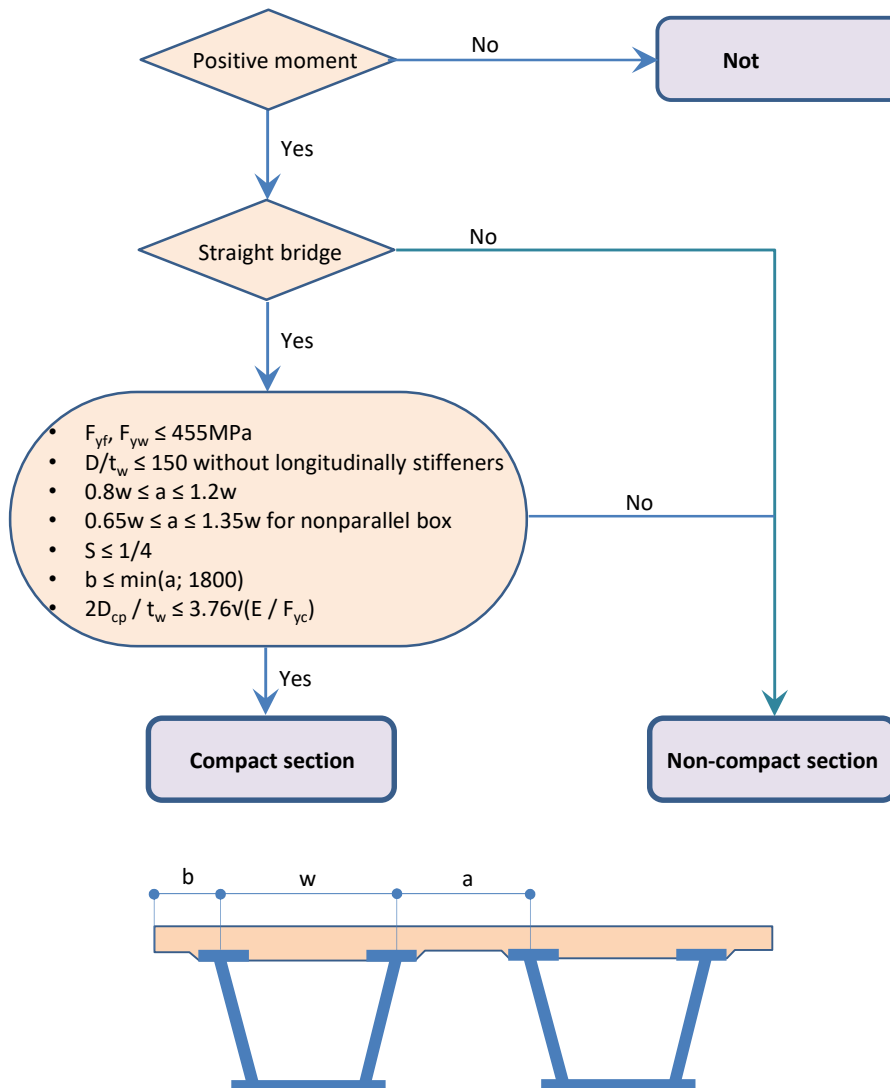 Positive moment
No
Not
Yes
Straight bridge
No
Yes
• F_yf, F_yw ≤ 455MPa
• D/t_w ≤ 150 without longitudinally stiffeners
• 0.8w ≤ a ≤ 1.2w
• 0.65w ≤ a ≤ 1.35w for nonparallel box
• S ≤ 1/4
• b ≤ min(a; 1800)
• 2D_cp / t_w ≤ 3.76√(E / F_yc)
No
Yes
Compact section
Non-compact section
b
w
a